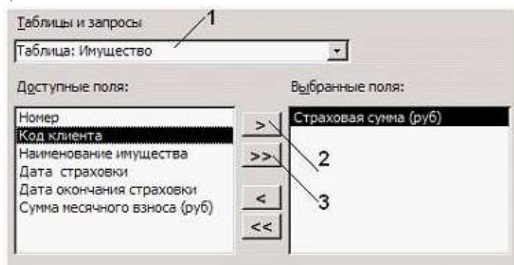 Таблицы и запросы
1
Таблица: Имущество
Доступные поля:
Выбранные поля:
Номер
Код клиента
Наименование имущества
Дата страховки
Дата окончания страховки
Сумма месячного взноса (руб)
>
>>
<
<<
Страховая сумма (руб)
2
3